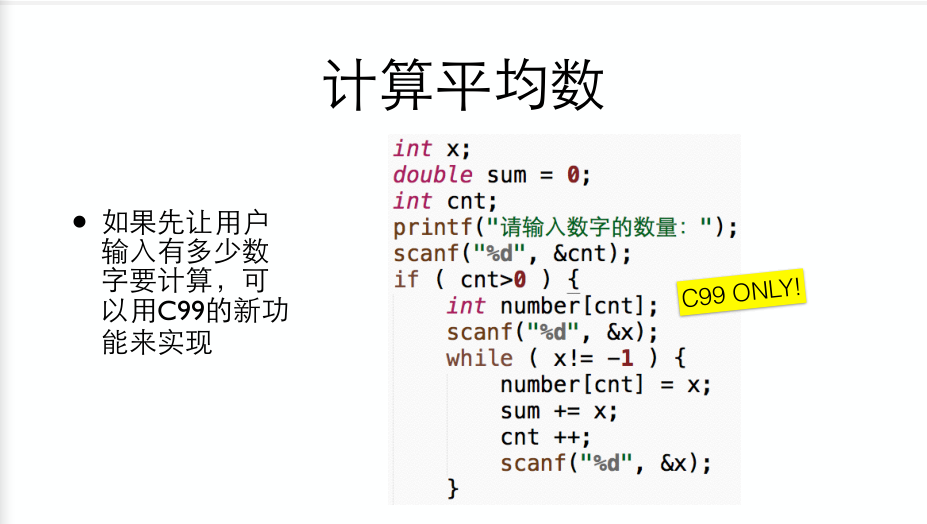 计算平均数
• 如果先让用户
输入有多少数
字要计算，可
以用C99的新功
能来实现
int x;
double sum = 0;
int cnt;
printf("请输入数字的数量：");
scanf("%d", &cnt);
if ( cnt>0 ) {
    int number[cnt];
    scanf("%d", &x);
    while ( x!= -1 ) {
        number[cnt] = x;
        sum += x;
        cnt ++;
        scanf("%d", &x);
    }
C99 ONLY!